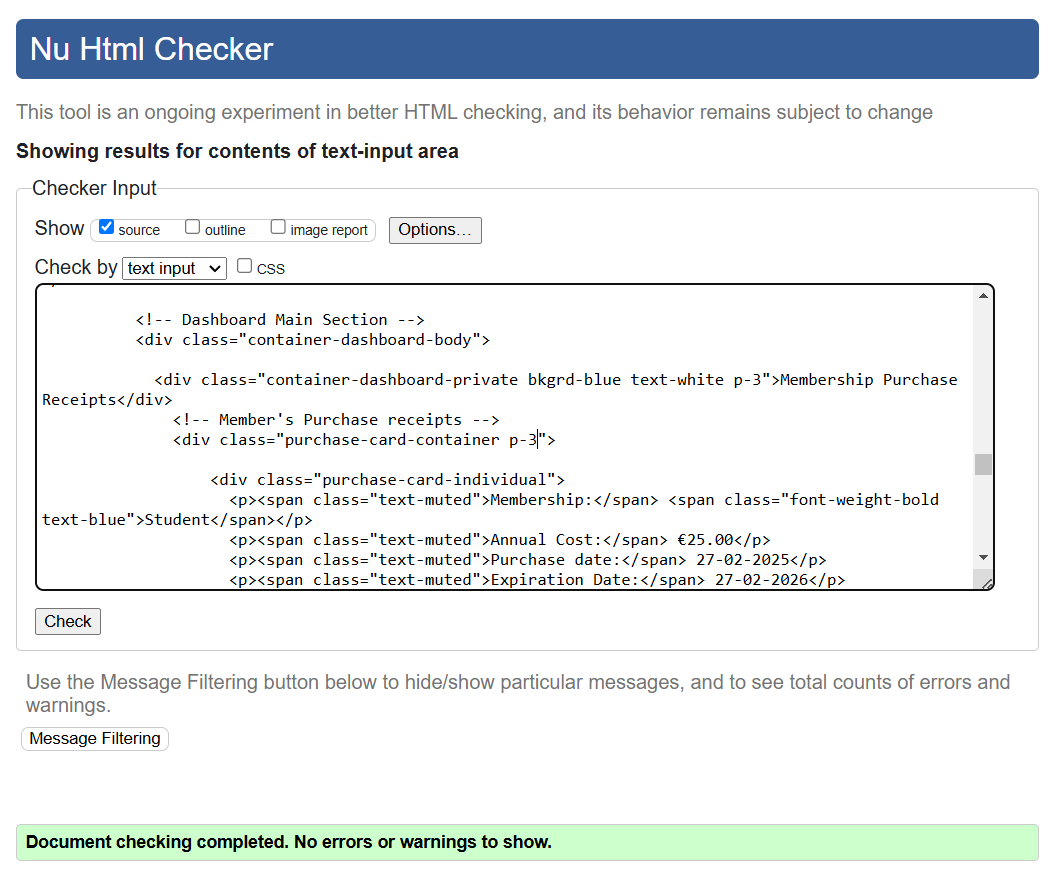 Nu Html Checker
This tool is an ongoing experiment in better HTML checking, and its behavior remains subject to change
Showing results for contents of text-input area
Checker Input
Show source outline image report Options...
Check by text input CSS
<!-- Dashboard Main Section -->
<div class="container-dashboard-body">
<div class="container-dashboard-private bkgrd-blue text-white p-3">Membership Purchase
Receipts</div>
<!-- Member's Purchase receipts -->
<div class="purchase-card-container p-3">
<div class="purchase-card-individual">
<p><span class="text-muted">Membership:</span> <span class="font-weight-bold
text-blue">Student</span></p>
<p><span class="text-muted">Annual Cost:</span> €25.00</p>
<p><span class="text-muted">Purchase date:</span> 27-02-2025</p>
<p><span class="text-muted">Expiration Date:</span> 27-02-2026</p>
Check
Use the Message Filtering button below to hide/show particular messages, and to see total counts of errors and
warnings.
Message Filtering
Document checking completed. No errors or warnings to show.